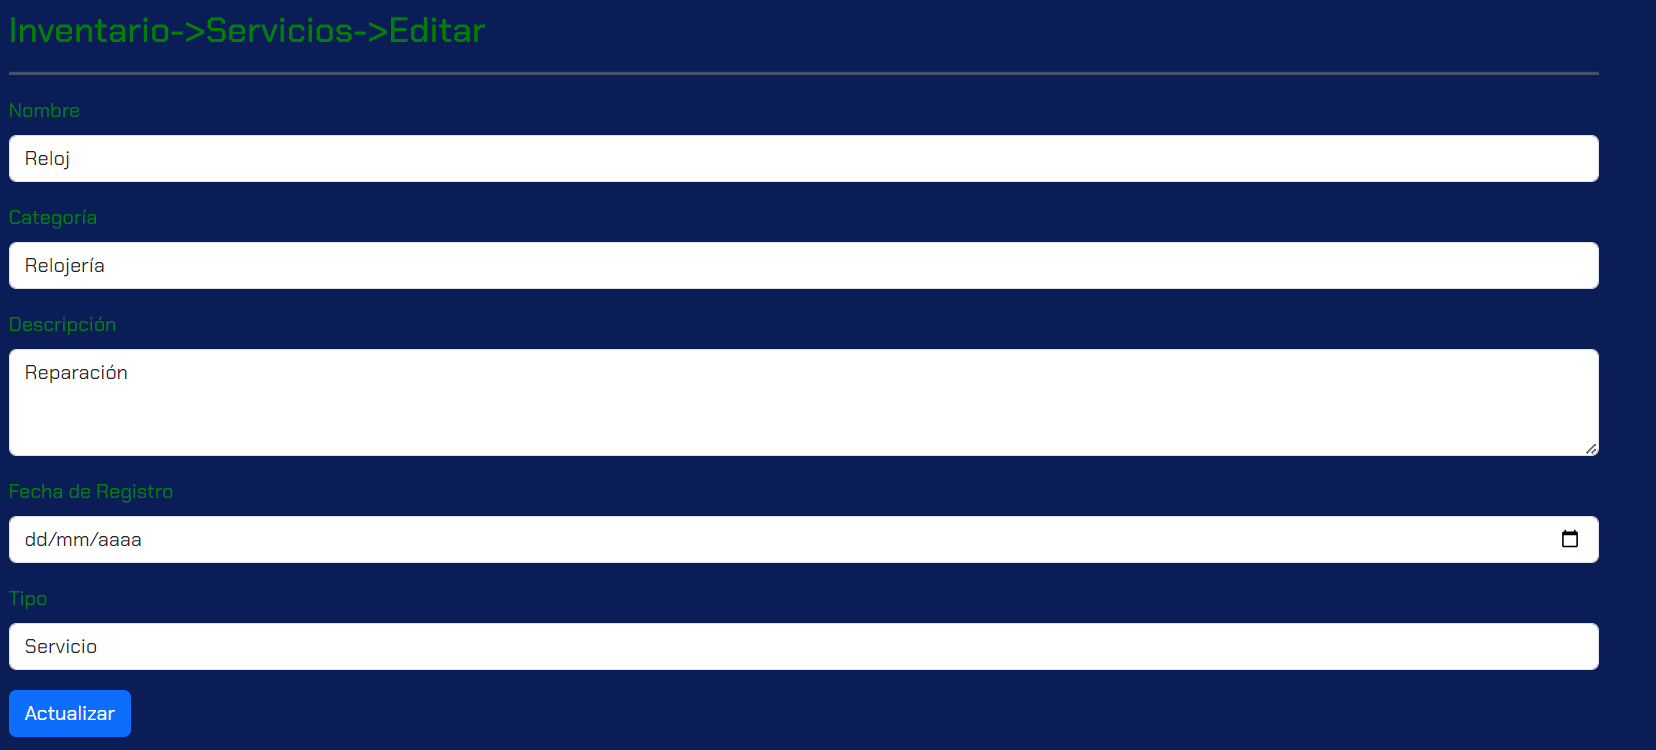 Inventario->Servicios->Editar
Nombre
Reloj
Categoría
Relojería
Descripción
Reparación
Fecha de Registro
dd/mm/aaaa
Tipo
Servicio
Actualizar